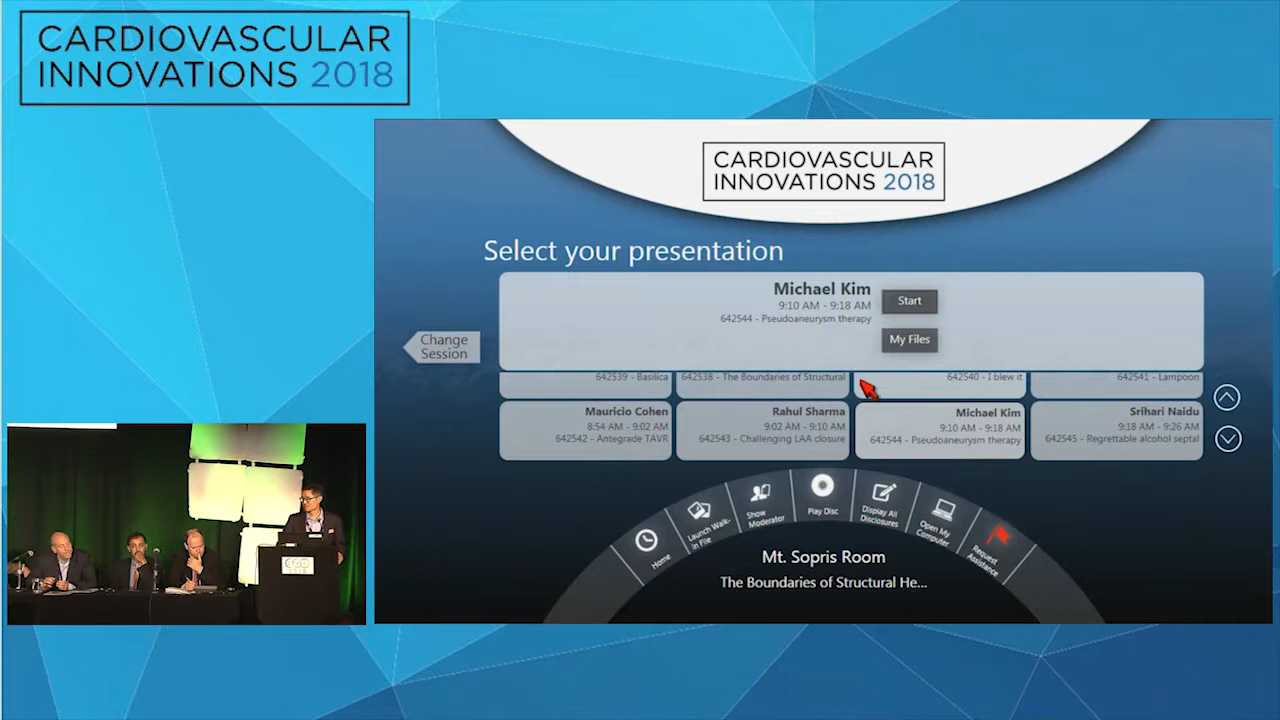 CARDIOVASCULAR
INNOVATIONS 2018
CARDIOVASCULAR
INNOVATIONS 2018
Select your presentation
Michael Kim
9:10 AM - 9:18 AM
642544 - Pseudoaneurysm therapy
Start
My Files
Change
Session
642539 - Basilica
642538 - The Boundaries of Structural
642540 - I blew it
642541 - Lampoon
Mauricio Cohen
8:54 AM - 9:02 AM
642542 - Antegrade TAVR
Rahul Sharma
9:02 AM - 9:10 AM
642543 - Challenging LAA closure
Michael Kim
9:10 AM - 9:18 AM
642544 - Pseudoaneurysm therapy
Srihari Naidu
9:18 AM - 9:26 AM
642545 - Regrettable alcohol septal
Home
Launch Walk-
in File
Show
Moderator
Play Disc
Display All
Disclosures
Open My
Computer
Request
Assistance
Mt. Sopris Room
The Boundaries of Structural He...
2018